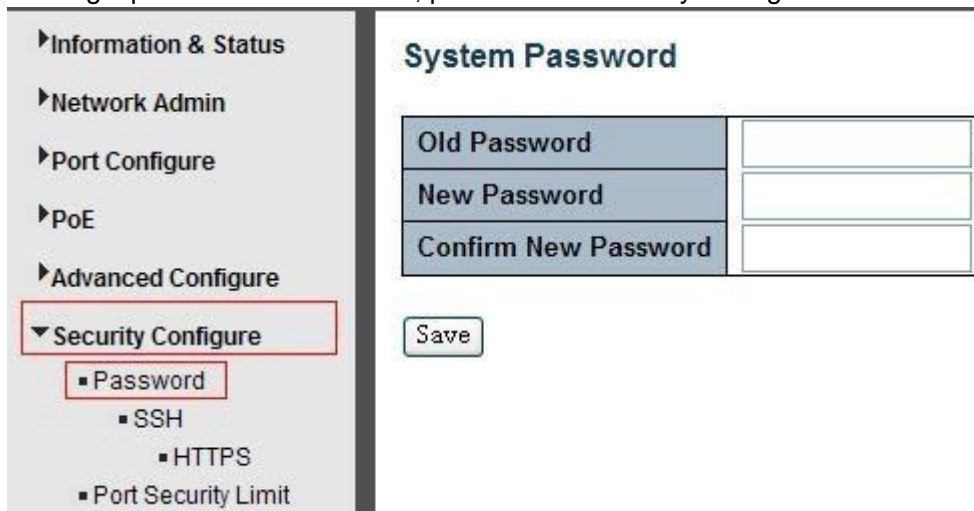 Information & Status
Network Admin
Port Configure
PoE
Advanced Configure
Security Configure
Password
SSH
HTTPS
Port Security Limit
System Password
Old Password
New Password
Confirm New Password
Save